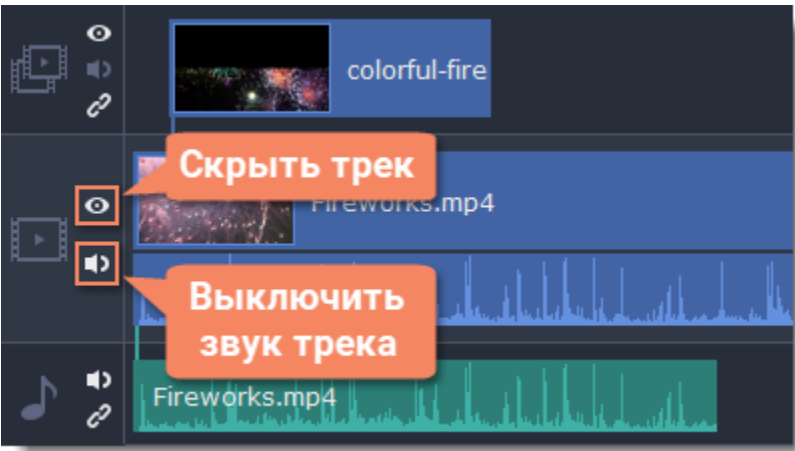 colorful-fire
Скрыть трек
Fireworks.mp4
Выключить
звук трека
Fireworks.mp4